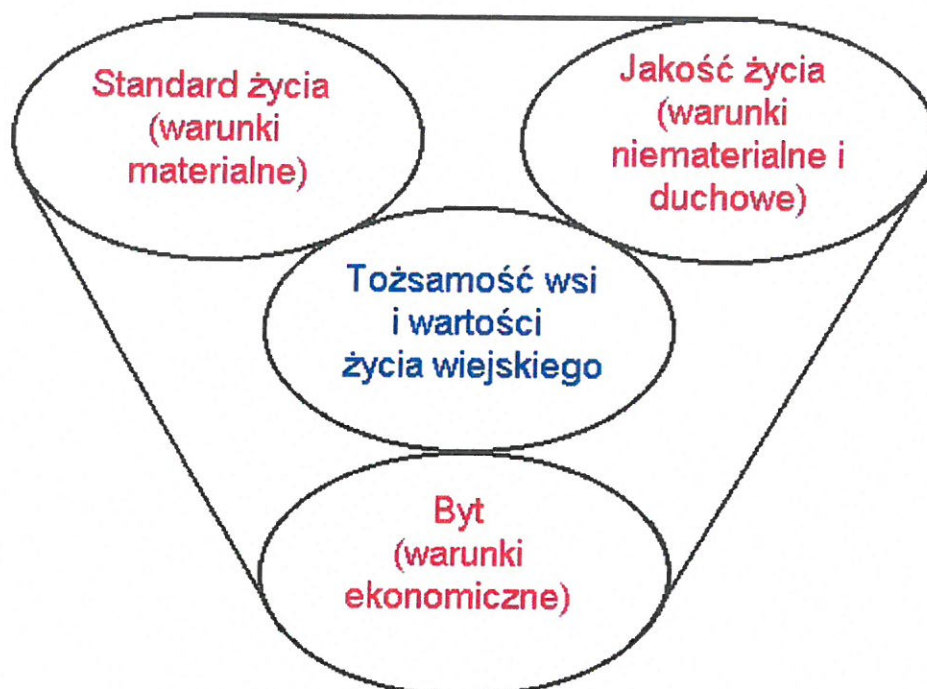 Standard życia
(warunki
materialne)
Jakość życia
(warunki
niematerialne i
duchowe)
Tożsamość wsi
i wartości
życia wiejskiego
Byt
(warunki
ekonomiczne)